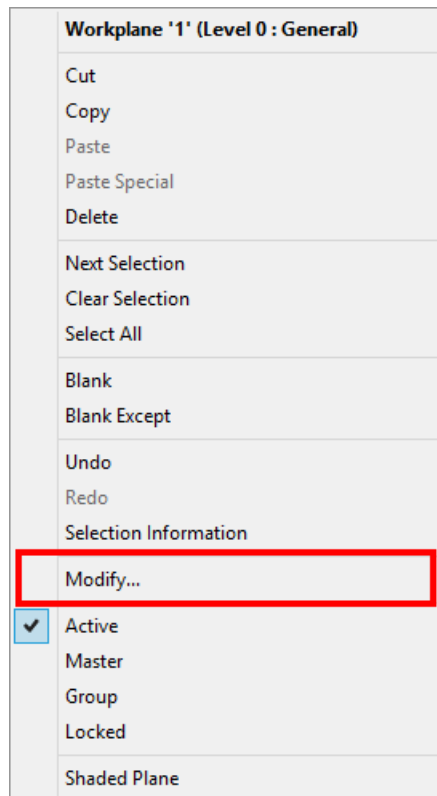 Workplane '1' (Level 0 : General)
Cut
Copy
Paste
Paste Special
Delete
Next Selection
Clear Selection
Select All
Blank
Blank Except
Undo
Redo
Selection Information
Modify...
Active
Master
Group
Locked
Shaded Plane